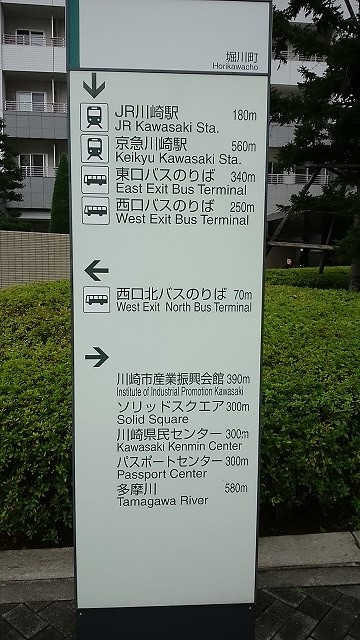 堀川町
Horikawacho
↓
JR川崎駅 180m
JR Kawasaki Sta.
京急川崎駅 560m
Keikyu Kawasaki Sta.
東口バスのりば 340m
East Exit Bus Terminal
西口バスのりば 250m
West Exit Bus Terminal
←
西口北バスのりば 70m
West Exit North Bus Terminal
→
川崎市産業振興会館 390m
Institute of Industrial Promotion Kawasaki
ソリッドスクエア 300m
Solid Square
川崎県民センター 300m
Kawasaki Kenmin Center
パスポートセンター 300m
Passport Center
多摩川 580m
Tamagawa River